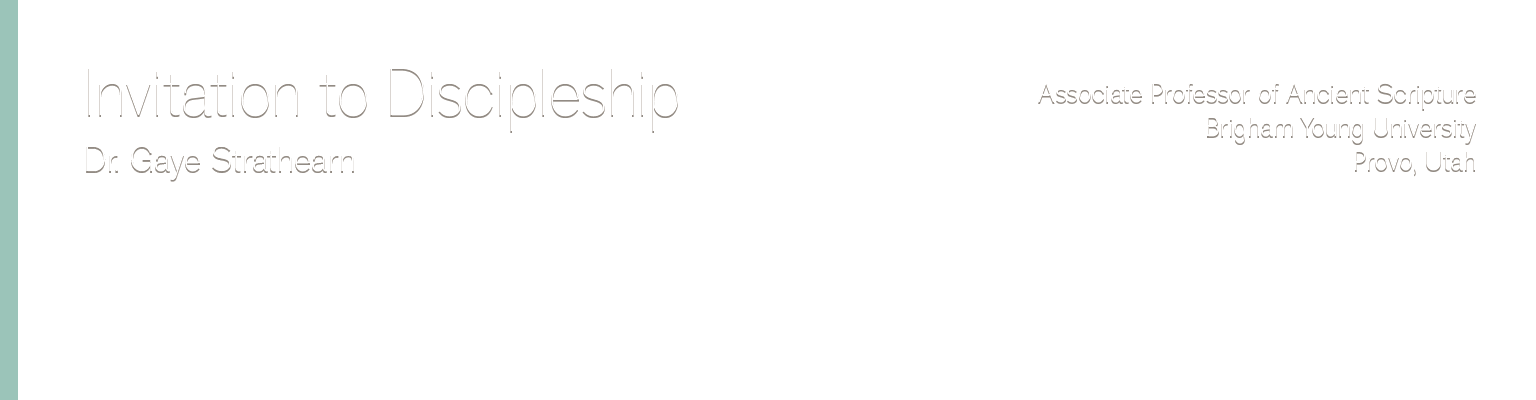 Invitation to Discipleship
Dr. Gaye Strathearn
Associate Professor of Ancient Scripture
Brigham Young University
Provo, Utah